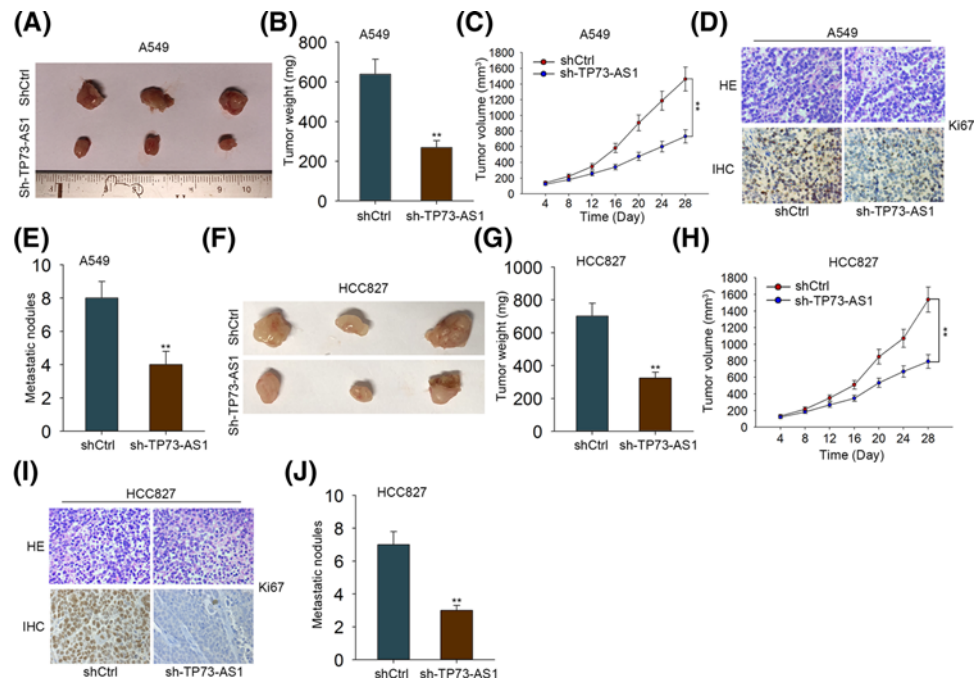 (A)
A549
ShCtrl
Sh-TP73-AS1
4
9
10
(B)
A549
Tumor weight (mg)
800
600
400
200
0
**
shCtrl
sh-TP73-AS1
(C)
A549
Tumor volume (mm³)
1800
1600
1400
1200
1000
800
600
400
200
0
shCtrl
sh-TP73-AS1
**
4 8 12 16 20 24 28
Time (Day)
(D)
A549
HE
IHC
Ki67
shCtrl
sh-TP73-AS1
(E)
A549
Metastatic nodules
10
8
6
4
2
0
**
shCtrl
sh-TP73-AS1
(F)
HCC827
ShCtrl
Sh-TP73-AS1
(G)
HCC827
Tumor weight (mg)
1000
800
600
400
200
0
**
shCtrl
sh-TP73-AS1
(H)
HCC827
Tumor volume (mm³)
1800
1600
1400
1200
1000
800
600
400
200
0
shCtrl
sh-TP73-AS1
**
4 8 12 16 20 24 28
Time (Day)
(I)
HCC827
HE
IHC
Ki67
shCtrl
sh-TP73-AS1
(J)
HCC827
Metastatic nodules
10
8
6
4
2
0
**
shCtrl
sh-TP73-AS1